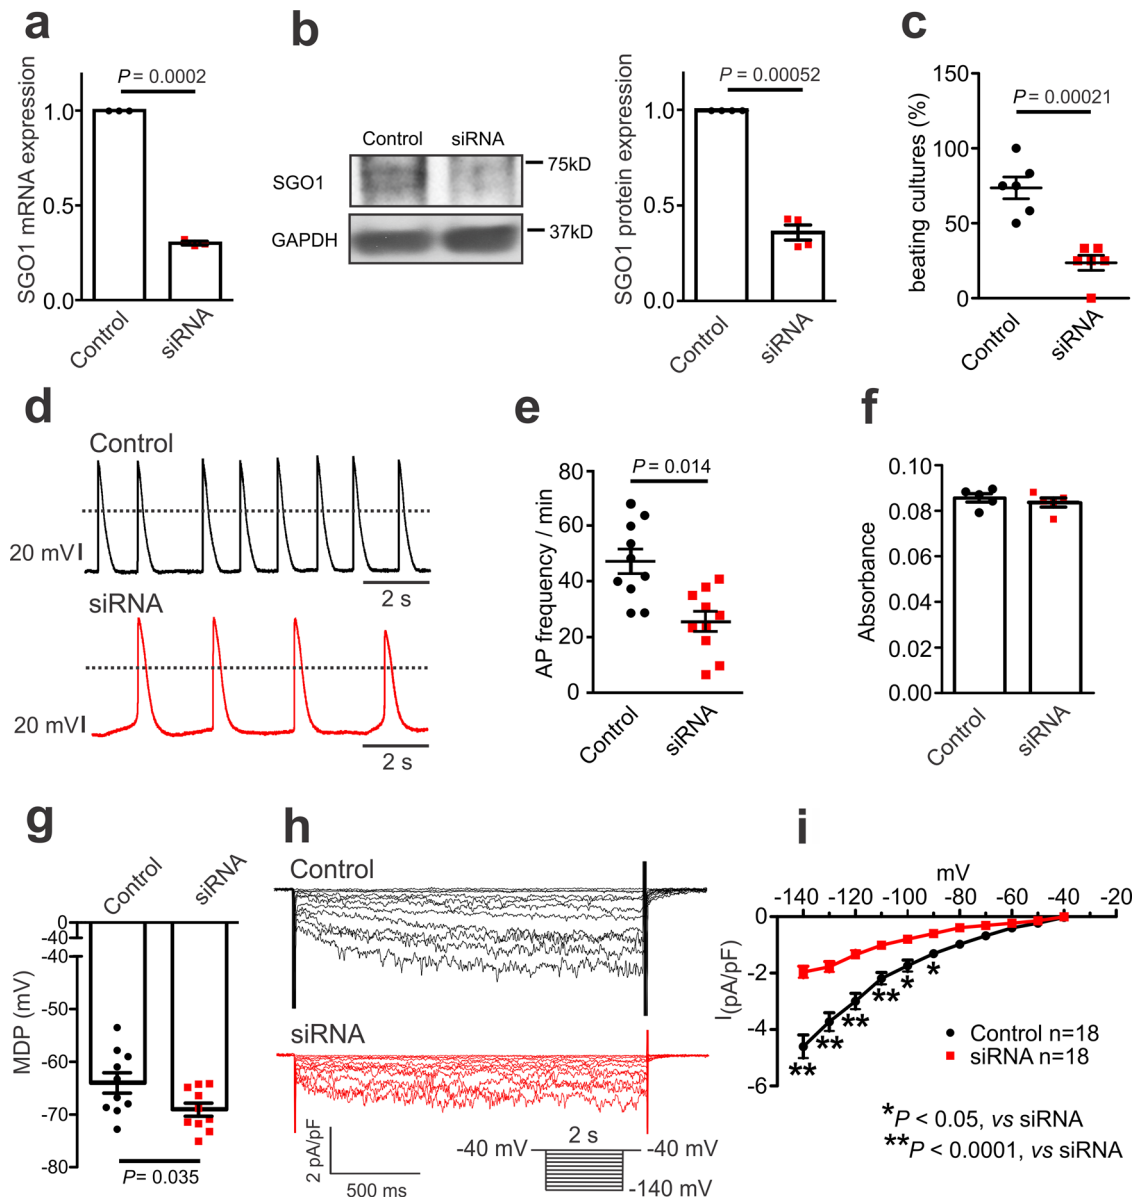 a
SGO1 mRNA expression
P = 0.0002
1.0
0.5
0.0
Control
siRNA
b
Control
siRNA
SGO1
75kD
GAPDH
37kD
SGO1 protein expression
P = 0.00052
1.0
0.5
0.0
Control
siRNA
c
beating cultures (%)
P = 0.00021
150
100
50
0
Control
siRNA
d
Control
20 mV
2 s
siRNA
20 mV
2 s
e
AP frequency / min
P = 0.014
80
60
40
20
0
Control
siRNA
f
Absorbance
0.10
0.08
0.06
0.04
0.02
0.00
Control
siRNA
g
Control
siRNA
MDP (mV)
0
-40
-40
-50
-60
-70
-80
P= 0.035
h
Control
siRNA
2 pA/pF
500 ms
2 s
-40 mV
-40 mV
-140 mV
i
mV
-140 -120 -100 -80 -60 -40 -20
I(pA/pF)
0
-2
-4
-6
*
*
**
**
**
**
Control n=18
siRNA n=18
*P < 0.05, vs siRNA
**P < 0.0001, vs siRNA